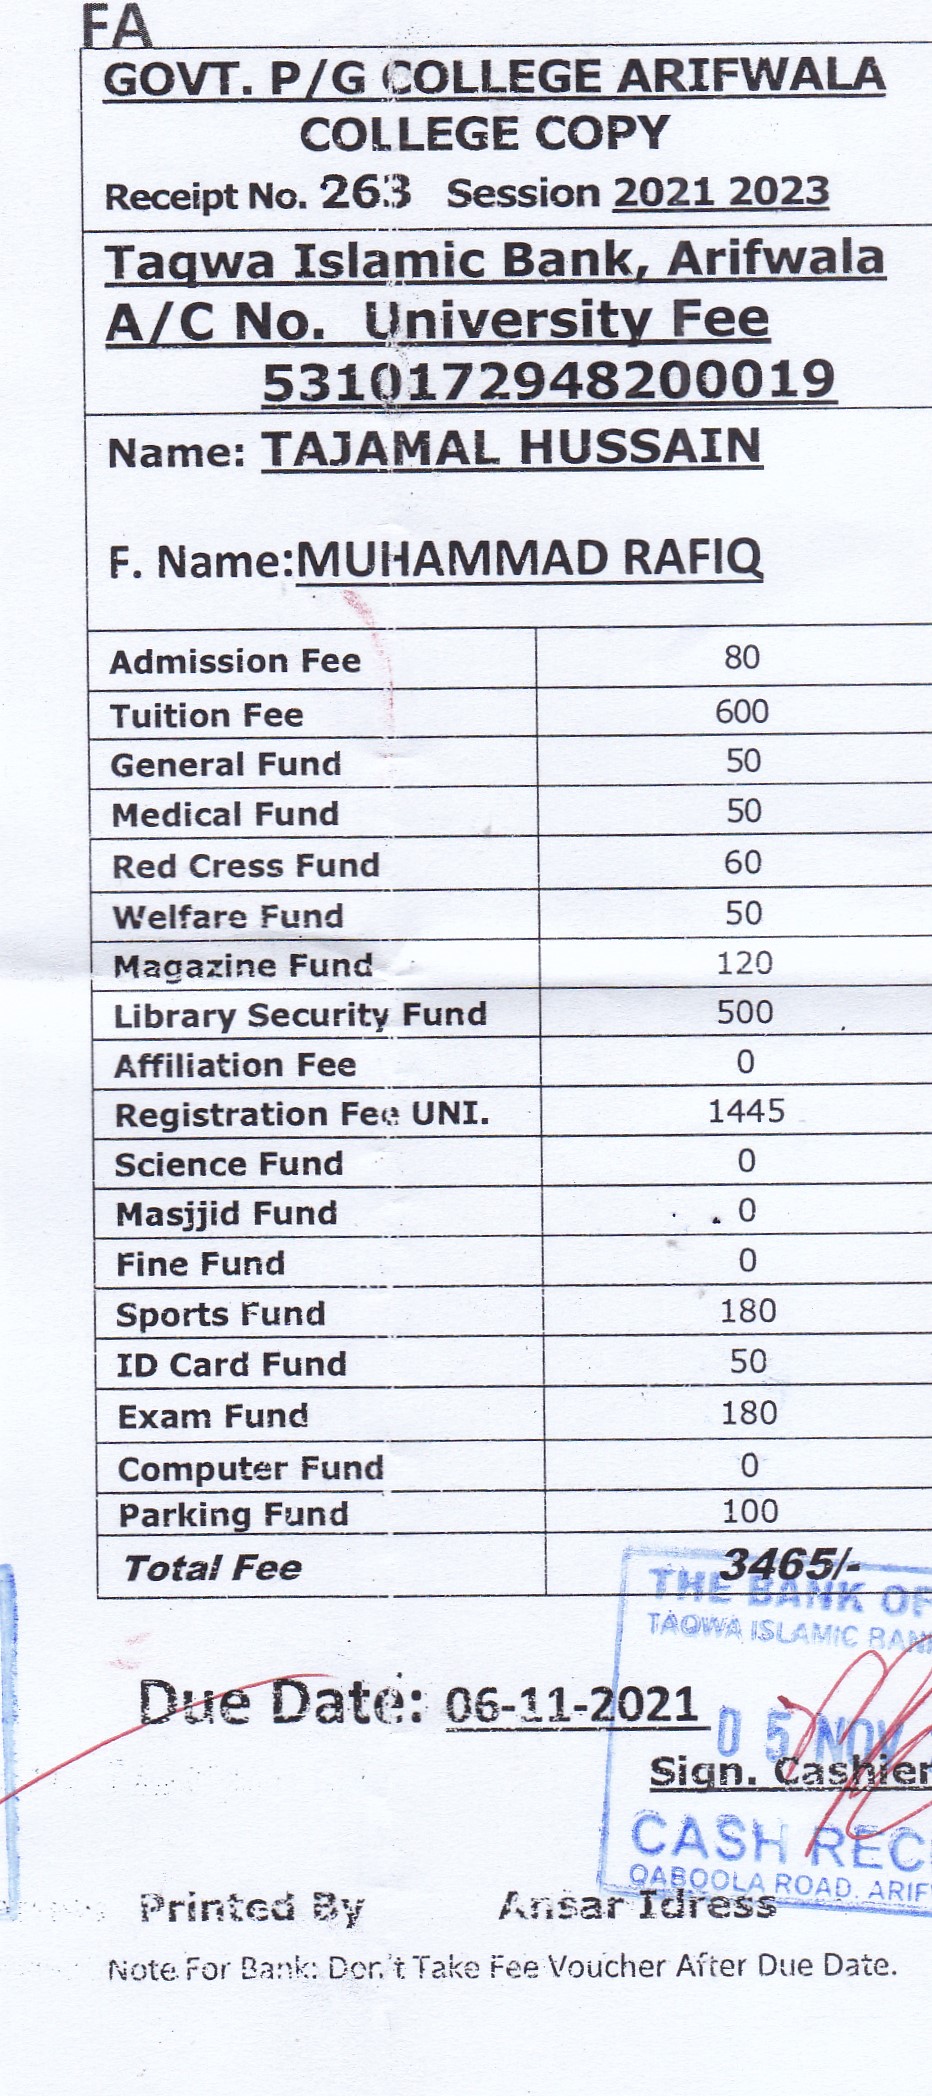 FA
GOVT. P/G COLLEGE ARIFWALA
COLLEGE COPY
Receipt No. 263 Session 2021 2023
Taqwa Islamic Bank, Arifwala
A/C No. University Fee
5310172948200019
Name: TAJAMAL HUSSAIN
F. Name:MUHAMMAD RAFIQ
Admission Fee 80
Tuition Fee 600
General Fund 50
Medical Fund 50
Red Cress Fund 60
Welfare Fund 50
Magazine Fund 120
Library Security Fund 500
Affiliation Fee 0
Registration Fee UNI. 1445
Science Fund 0
Masjjid Fund 0
Fine Fund 0
Sports Fund 180
ID Card Fund 50
Exam Fund 180
Computer Fund 0
Parking Fund 100
Total Fee 3465/-
THE BANK OF
TAQWA ISLAMIC BAN
Due Date: 06-11-2021
05 NOV
Sign. Cashier
CASH REC
QABOOLA ROAD, ARIF
Printed By Ansar Idress
Note For Bank: Don't Take Fee Voucher After Due Date.